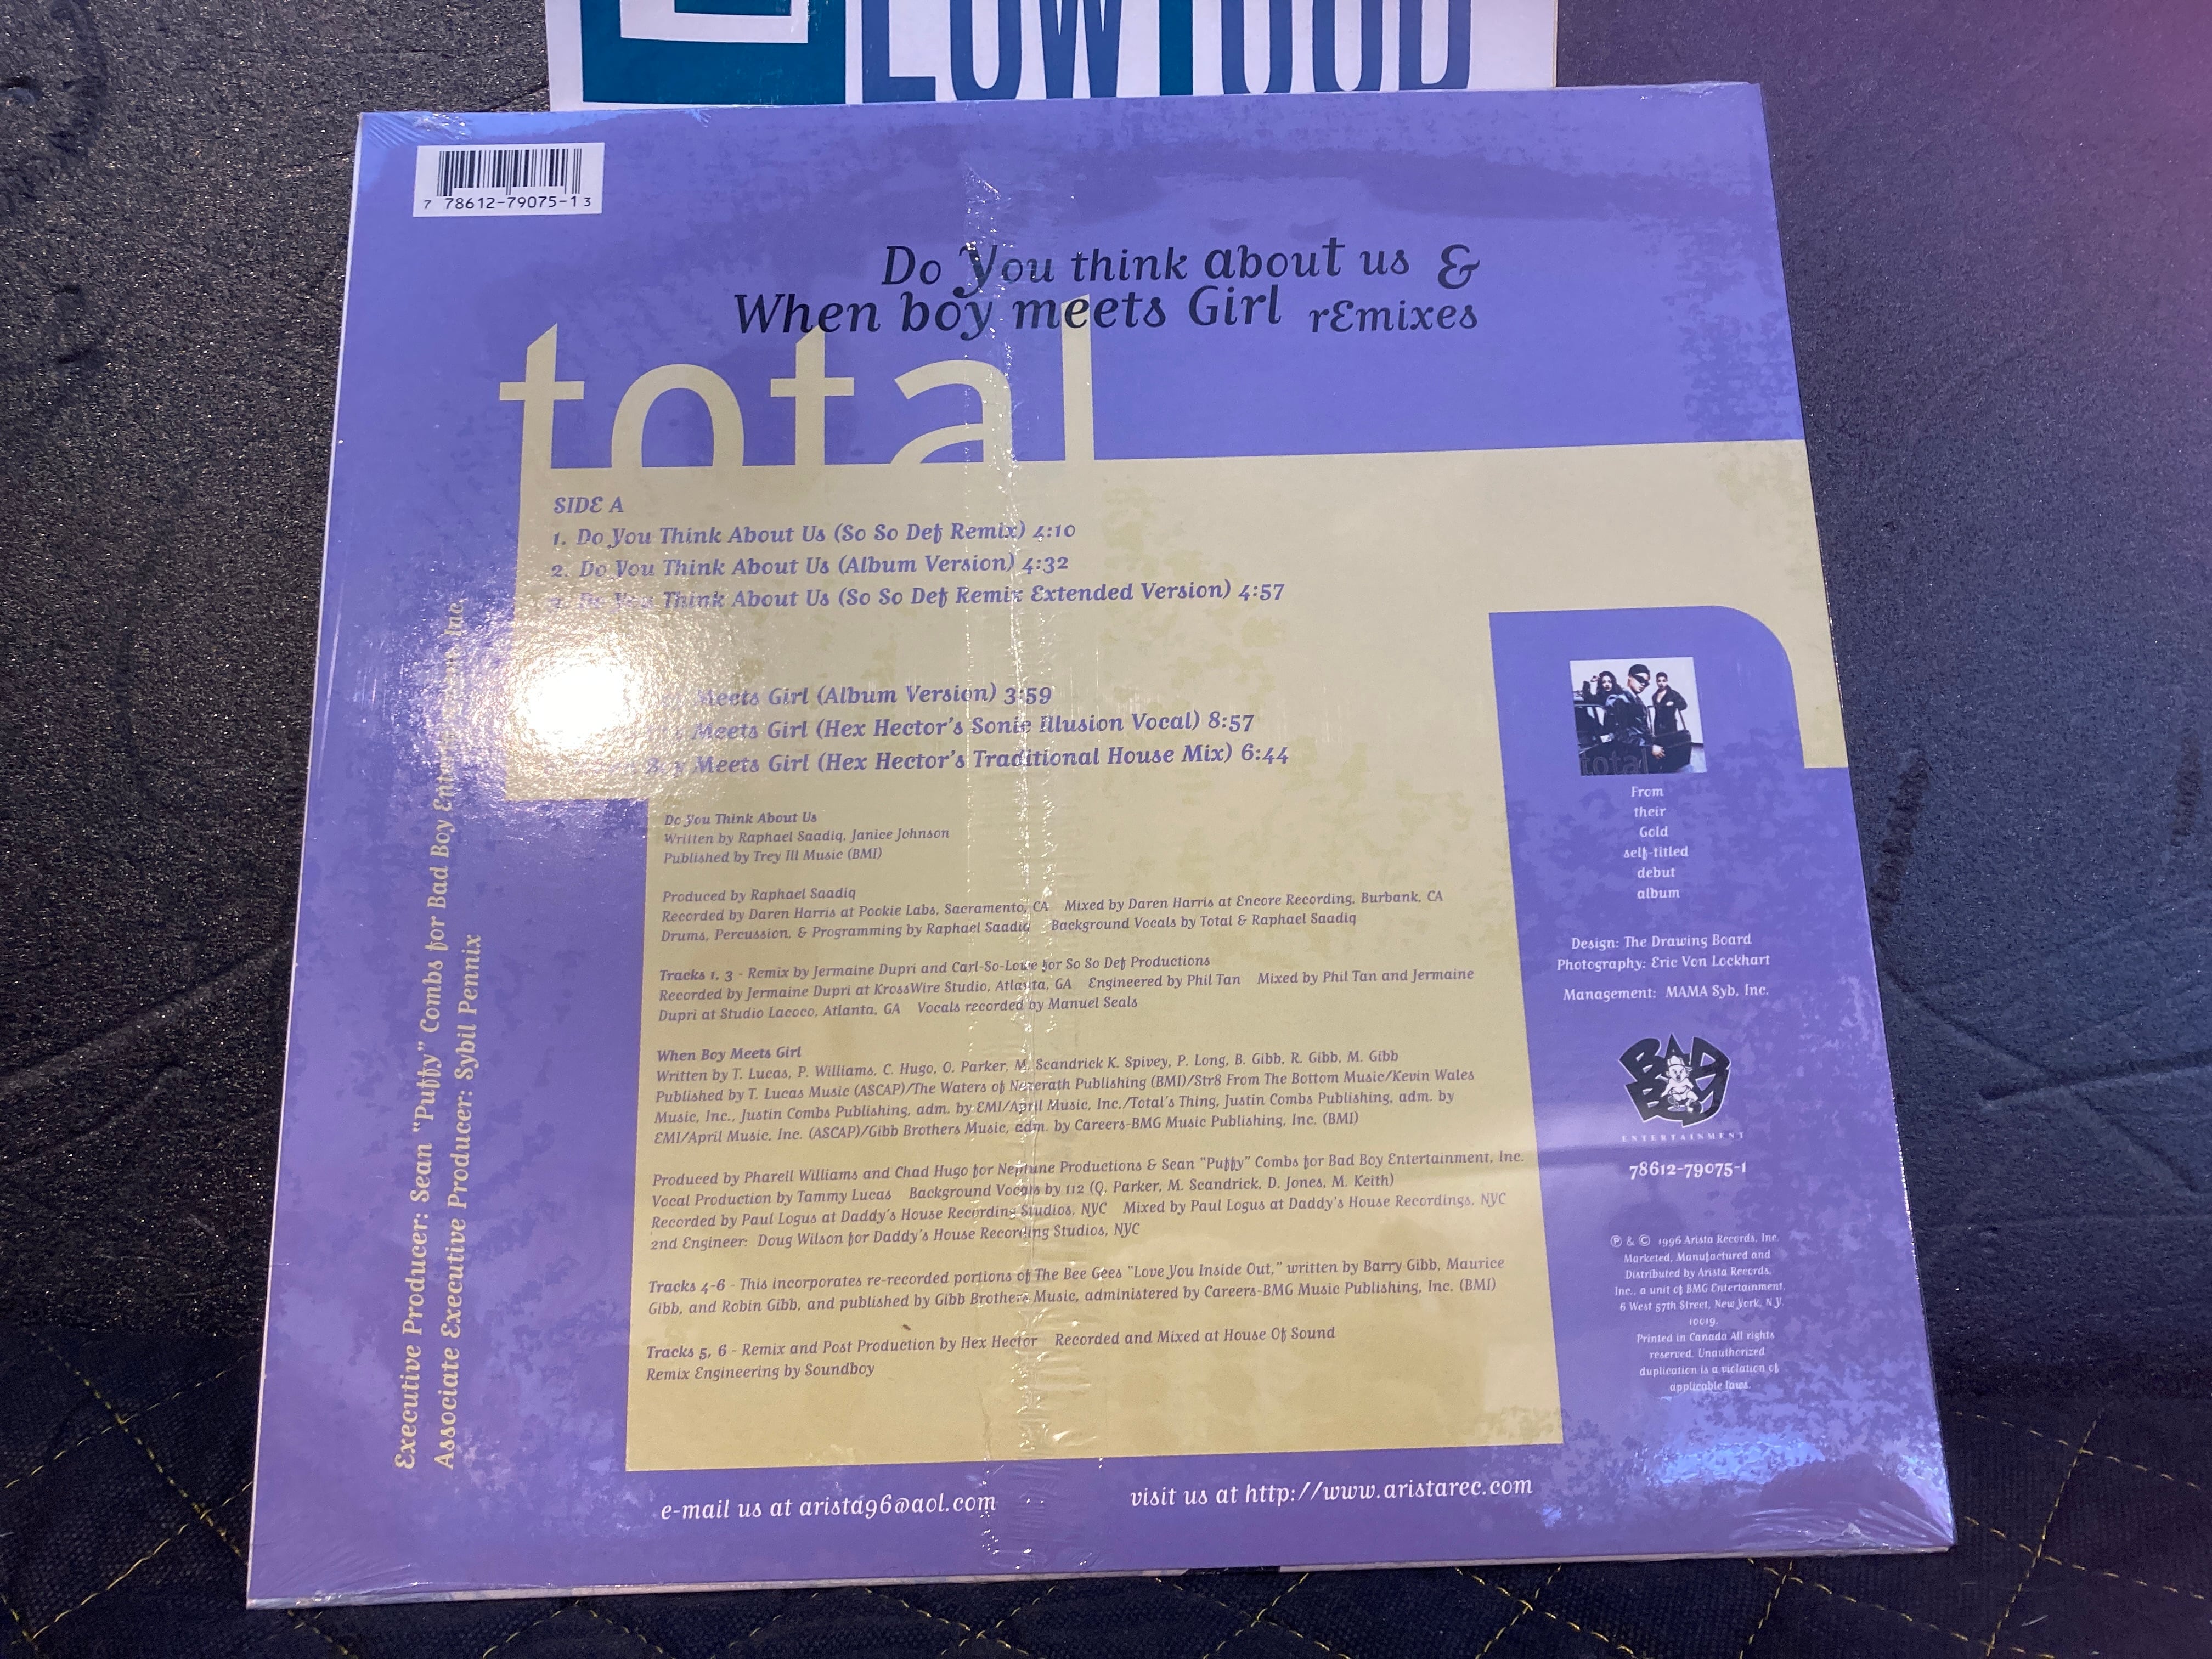 LOWTOOD
7 78612-79075-1 3
Do You think about us &
When boy meets Girl rEmixes
total
SIDE A
1. Do You Think About Us (So So Def Remix) 4:10
2. Do You Think About Us (Album Version) 4:32
Think About Us (So So Def Remix Extended Version) 4:57
Meets Girl (Album Version) 3:59
Meets Girl (Hex Hector's Sonic Illusion Vocal) 8:57
Meets Girl (Hex Hector's Traditional House Mix) 6:44
Do You Think About Us
Written by Raphael Saadiq, Janice Johnson
Published by Trey Ill Music (BMI)
Produced by Raphael Saadiq
Recorded by Daren Harris at Pookie Labs, Sacramento, CA Mixed by Daren Harris at Encore Recording, Burbank, CA
Drums, Percussion, & Programming by Raphael Saadiq Background Vocals by Total & Raphael Saadiq
Tracks 1, 3 - Remix by Jermaine Dupri and Carl-So-Lowe for So So Def Productions
Recorded by Jermaine Dupri at KrossWire Studio, Atlanta, GA Engineered by Phil Tan Mixed by Phil Tan and Jermaine
Dupri at Studio Lacoco, Atlanta, GA Vocals recorded by Manuel Seals
When Boy Meets Girl
Written by T. Lucas, P. Williams, C. Hugo, O. Parker, M. Scandrick K. Spivey, P. Long, B. Gibb, R. Gibb, M. Gibb
Published by T. Lucas Music (ASCAP)/The Waters of Nazerath Publishing (BMI)/Str8 From The Bottom Music/Kevin Wales
Music, Inc., Justin Combs Publishing, adm. by EMI/April Music, Inc./Total's Thing, Justin Combs Publishing, adm. by
EMI/April Music, Inc. (ASCAP)/Gibb Brothers Music, adm. by Careers-BMG Music Publishing, Inc. (BMI)
Produced by Pharell Williams and Chad Hugo for Neptune Productions & Sean "Puffy" Combs for Bad Boy Entertainment, Inc.
Vocal Production by Tammy Lucas Background Vocals by 112 (Q. Parker, M. Scandrick, D. Jones, M. Keith)
Recorded by Paul Logus at Daddy's House Recording Studios, NYC Mixed by Paul Logus at Daddy's House Recordings, NYC
2nd Engineer: Doug Wilson for Daddy's House Recording Studios, NYC
Tracks 4-6 - This incorporates re-recorded portions of The Bee Gees "Love You Inside Out," written by Barry Gibb, Maurice
Gibb, and Robin Gibb, and published by Gibb Brothers Music, administered by Careers-BMG Music Publishing, Inc. (BMI)
Tracks 5, 6 - Remix and Post Production by Hex Hector Recorded and Mixed at House Of Sound
Remix Engineering by Soundboy
Executive Producer: Sean "Puffy" Combs for Bad Boy
Associate Executive Producer: Sybil Pennix
total
From
their
Gold
self-titled
debut
album
Design: The Drawing Board
Photography: Eric Von Lockhart
Management: MAMA Syb, Inc.
BAD
BOY
ENTERTAINMENT
78612-79075-1
℗ & © 1996 Arista Records, Inc.
Marketed, Manufactured and
Distributed by Arista Records,
Inc., a unit of BMG Entertainment,
6 West 57th Street, New York, N.Y.
10019.
Printed in Canada All rights
reserved. Unauthorized
duplication is a violation of
applicable laws.
e-mail us at arista96@aol.com
visit us at http://www.aristarec.com